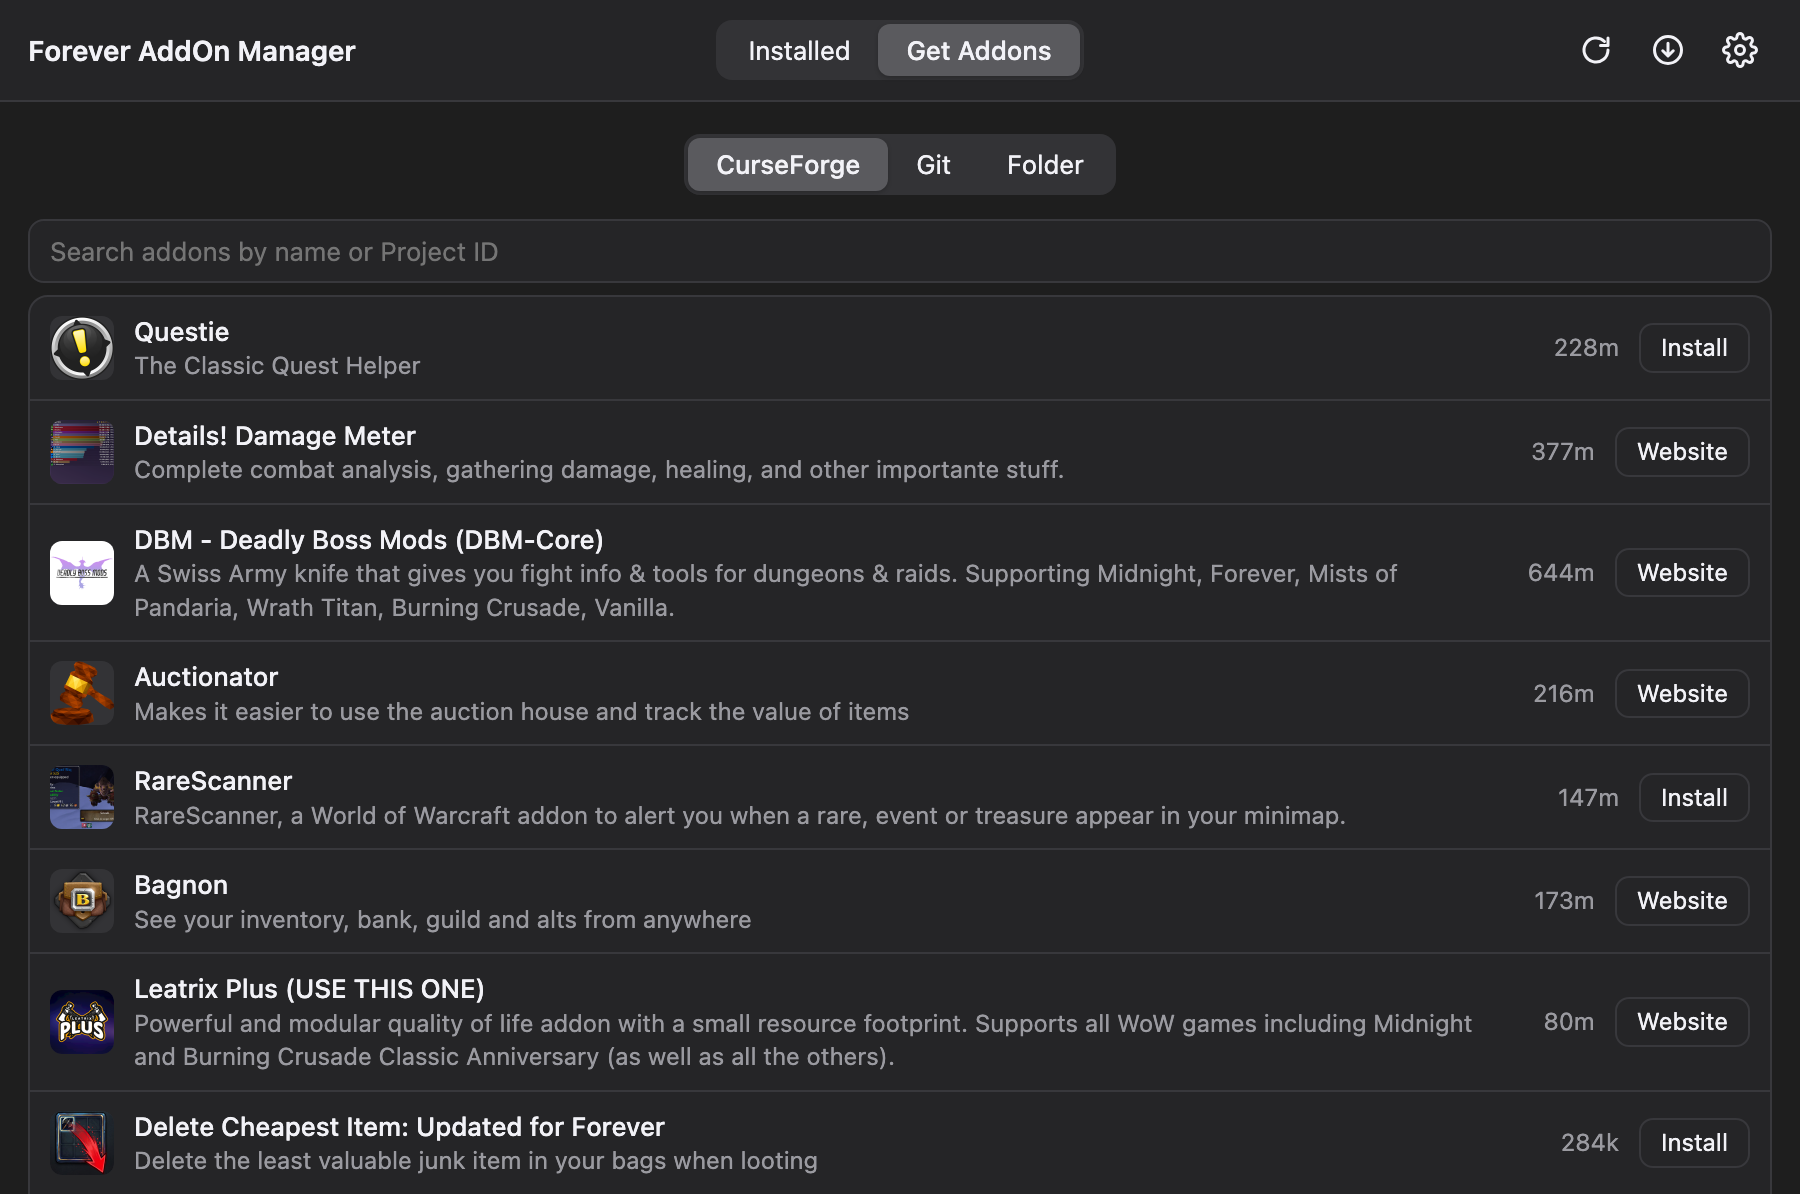 Forever AddOn Manager
Installed
Get Addons
CurseForge
Git
Folder
Search addons by name or Project ID
Questie
The Classic Quest Helper
228m
Install
Details! Damage Meter
Complete combat analysis, gathering damage, healing, and other importante stuff.
377m
Website
DBM - Deadly Boss Mods (DBM-Core)
A Swiss Army knife that gives you fight info & tools for dungeons & raids. Supporting Midnight, Forever, Mists of
Pandaria, Wrath Titan, Burning Crusade, Vanilla.
644m
Website
DEADLY BOSS MODS
Auctionator
Makes it easier to use the auction house and track the value of items
216m
Website
RareScanner
RareScanner, a World of Warcraft addon to alert you when a rare, event or treasure appear in your minimap.
147m
Install
B
Bagnon
See your inventory, bank, guild and alts from anywhere
173m
Website
LEATRIX
PLUS
Leatrix Plus (USE THIS ONE)
Powerful and modular quality of life addon with a small resource footprint. Supports all WoW games including Midnight
and Burning Crusade Classic Anniversary (as well as all the others).
80m
Website
Delete Cheapest Item: Updated for Forever
Delete the least valuable junk item in your bags when looting
284k
Install